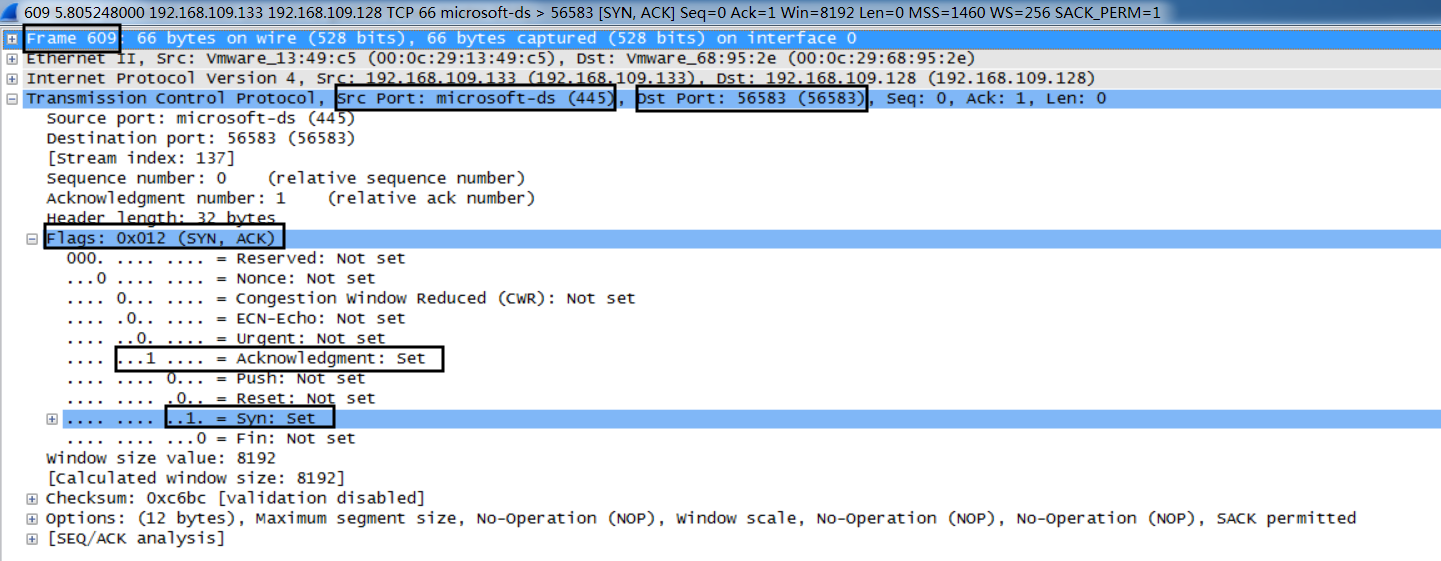 609 5.805248000 192.168.109.133 192.168.109.128 TCP 66 microsoft-ds > 56583 [SYN, ACK] Seq=0 Ack=1 Win=8192 Len=0 MSS=1460 WS=256 SACK_PERM=1
Frame 609: 66 bytes on wire (528 bits), 66 bytes captured (528 bits) on interface 0
Ethernet II, Src: Vmware_13:49:c5 (00:0c:29:13:49:c5), Dst: Vmware_68:95:2e (00:0c:29:68:95:2e)
Internet Protocol Version 4, Src: 192.168.109.133 (192.168.109.133), Dst: 192.168.109.128 (192.168.109.128)
Transmission Control Protocol, Src Port: microsoft-ds (445), Dst Port: 56583 (56583), Seq: 0, Ack: 1, Len: 0
Source port: microsoft-ds (445)
Destination port: 56583 (56583)
[Stream index: 137]
Sequence number: 0    (relative sequence number)
Acknowledgment number: 1    (relative ack number)
Header length: 32 bytes
Flags: 0x012 (SYN, ACK)
000. .... .... = Reserved: Not set
...0 .... .... = Nonce: Not set
.... 0... .... = Congestion Window Reduced (CWR): Not set
.... .0.. .... = ECN-Echo: Not set
.... ..0. .... = Urgent: Not set
.... ...1 .... = Acknowledgment: Set
.... .... 0... = Push: Not set
.... .... .0.. = Reset: Not set
.... .... ..1. = Syn: Set
.... .... ...0 = Fin: Not set
Window size value: 8192
[Calculated window size: 8192]
Checksum: 0xc6bc [validation disabled]
Options: (12 bytes), Maximum segment size, No-Operation (NOP), Window scale, No-Operation (NOP), No-Operation (NOP), SACK permitted
[SEQ/ACK analysis]